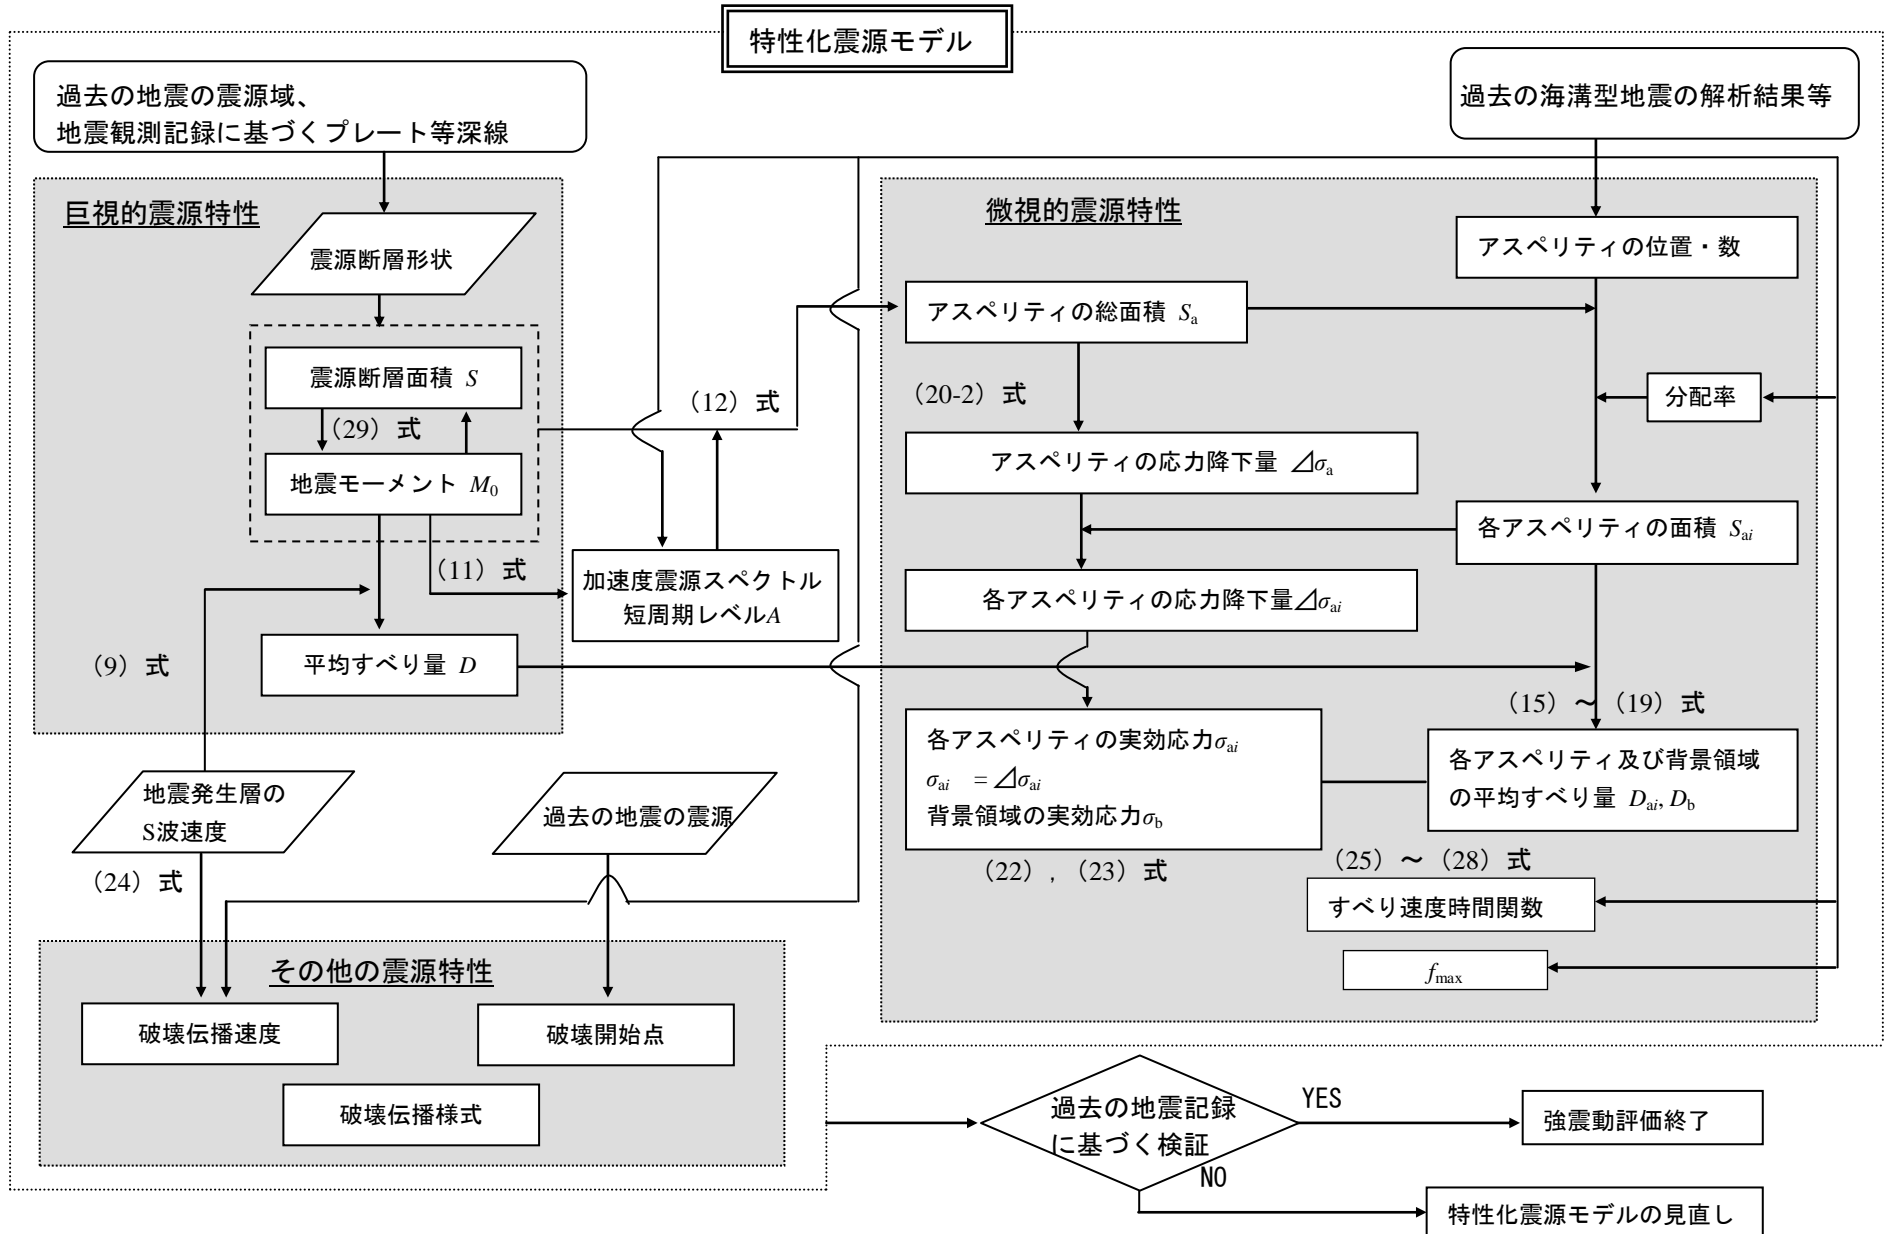 特性化震源モデル
過去の地震の震源域、
地震観測記録に基づくプレート等深線
過去の海溝型地震の解析結果等
巨視的震源特性
震源断層形状
震源断層面積 S
（29）式
地震モーメント M0
（11）式
（12）式
加速度震源スペクトル
短周期レベルA
（9）式
平均すべり量 D
地震発生層の
S波速度
（24）式
過去の地震の震源
微視的震源特性
アスペリティの位置・数
アスペリティの総面積 Sa
（20-2）式
分配率
アスペリティの応力降下量 ⊿σa
各アスペリティの面積 Sai
各アスペリティの応力降下量⊿σai
（15）～（19）式
各アスペリティの実効応力σai
σai =⊿σai
背景領域の実効応力σb
各アスペリティ及び背景領域
の平均すべり量 Dai, Db
（22），（23）式
（25）～（28）式
すべり速度時間関数
fmax
その他の震源特性
破壊伝播速度
破壊開始点
破壊伝播様式
過去の地震記録
に基づく検証
YES
強震動評価終了
NO
特性化震源モデルの見直し